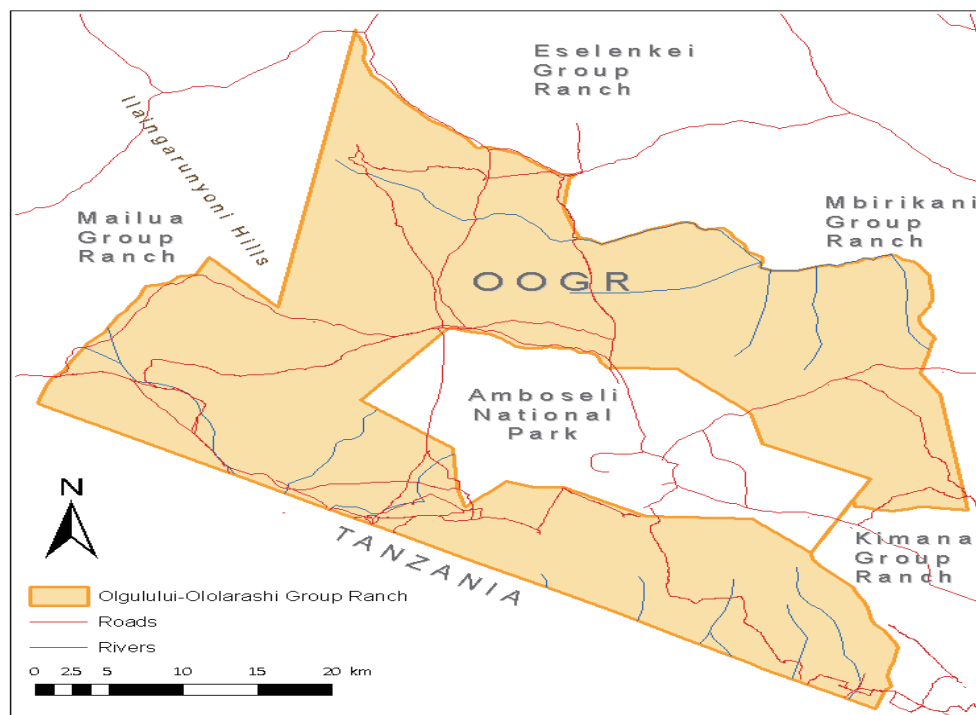 Eselenkei
Group
Ranch
Ilaingarunyoni Hills
Mailua
Group
Ranch
Mbirikani
Group
Ranch
OOGR
Amboseli
National
Park
N
TANZANIA
Kimana
Group
Ranch
Olgulului-Ololarashi Group Ranch
Roads
Rivers
0 2.5 5 10 15 20 km